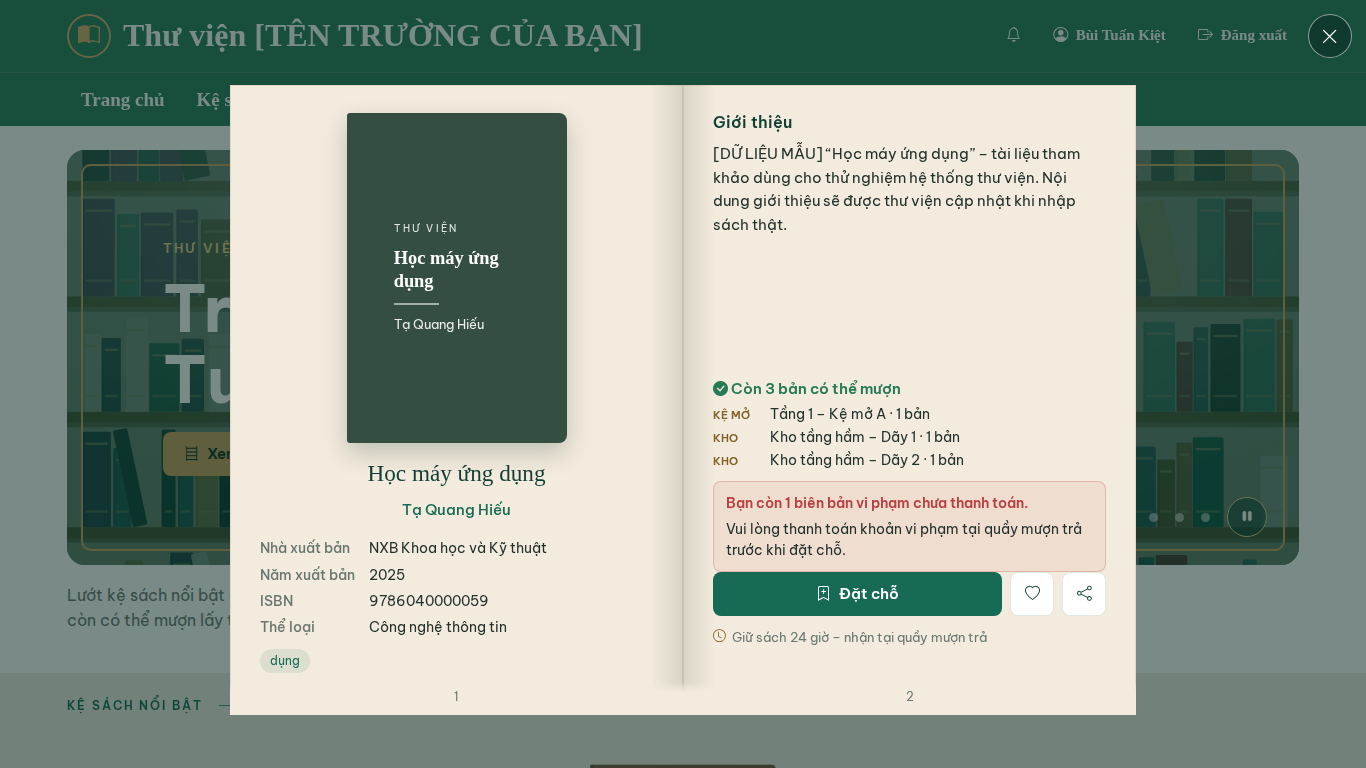 Thư viện [TÊN TRƯỜNG CỦA BẠN]
Bùi Tuấn Kiệt
Đăng xuất
Trang chủ
Kệ s
THƯ VIỆ
Tr
Tu
Xer
Lướt kệ sách nổi bật
còn có thể mượn lấy t
KỆ SÁCH NỔI BẬT
THƯ VIỆN
Học máy ứng
dụng
Tạ Quang Hiếu
Học máy ứng dụng
Tạ Quang Hiếu
Nhà xuất bản NXB Khoa học và Kỹ thuật
Năm xuất bản 2025
ISBN 9786040000059
Thể loại Công nghệ thông tin
dụng
1
Giới thiệu
[DỮ LIỆU MẪU] “Học máy ứng dụng” – tài liệu tham
khảo dùng cho thử nghiệm hệ thống thư viện. Nội
dung giới thiệu sẽ được thư viện cập nhật khi nhập
sách thật.
Còn 3 bản có thể mượn
KỆ MỞ Tầng 1 – Kệ mở A · 1 bản
KHO Kho tầng hầm – Dãy 1 · 1 bản
KHO Kho tầng hầm – Dãy 2 · 1 bản
Bạn còn 1 biên bản vi phạm chưa thanh toán.
Vui lòng thanh toán khoản vi phạm tại quầy mượn trả
trước khi đặt chỗ.
Đặt chỗ
Giữ sách 24 giờ – nhận tại quầy mượn trả
2